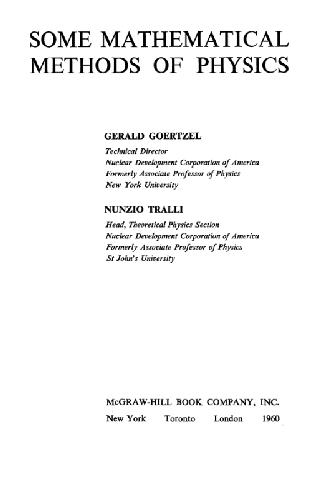 SOME MATHEMATICAL
METHODS OF PHYSICS
GERALD GOERTZEL
Technical Director
Nuclear Development Corporation of America
Formerly Associate Professor of Physics
New York University
NUNZIO TRALLI
Head, Theoretical Physics Section
Nuclear Development Corporation of America
Formerly Associate Professor of Physics
St John's University
McGRAW-HILL BOOK COMPANY, INC.
New York Toronto London 1960